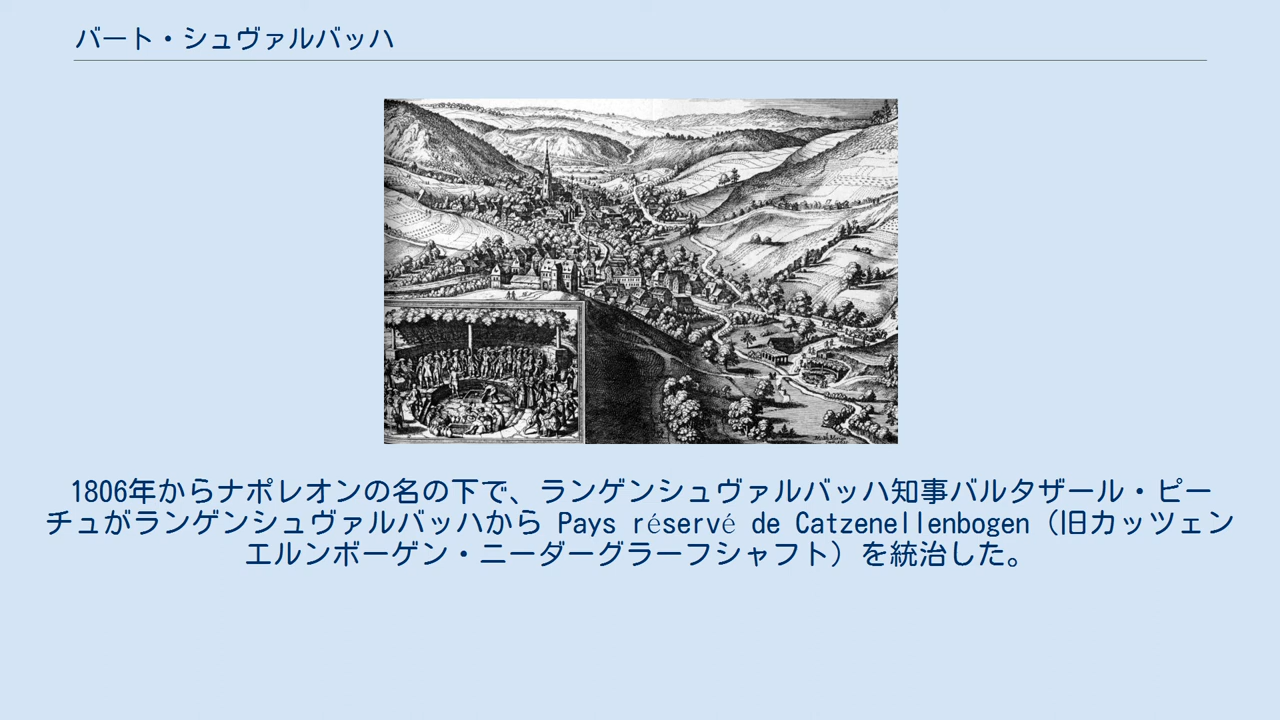 バート・シュヴァルバッハ
1806年からナポレオンの名の下で、ランゲンシュヴァルバッハ知事バルタザール・ピー
チュがランゲンシュヴァルバッハから Pays réservé de Catzenellenbogen（旧カッツェン
エルンボーゲン・ニーダーグラーフシャフト）を統治した。